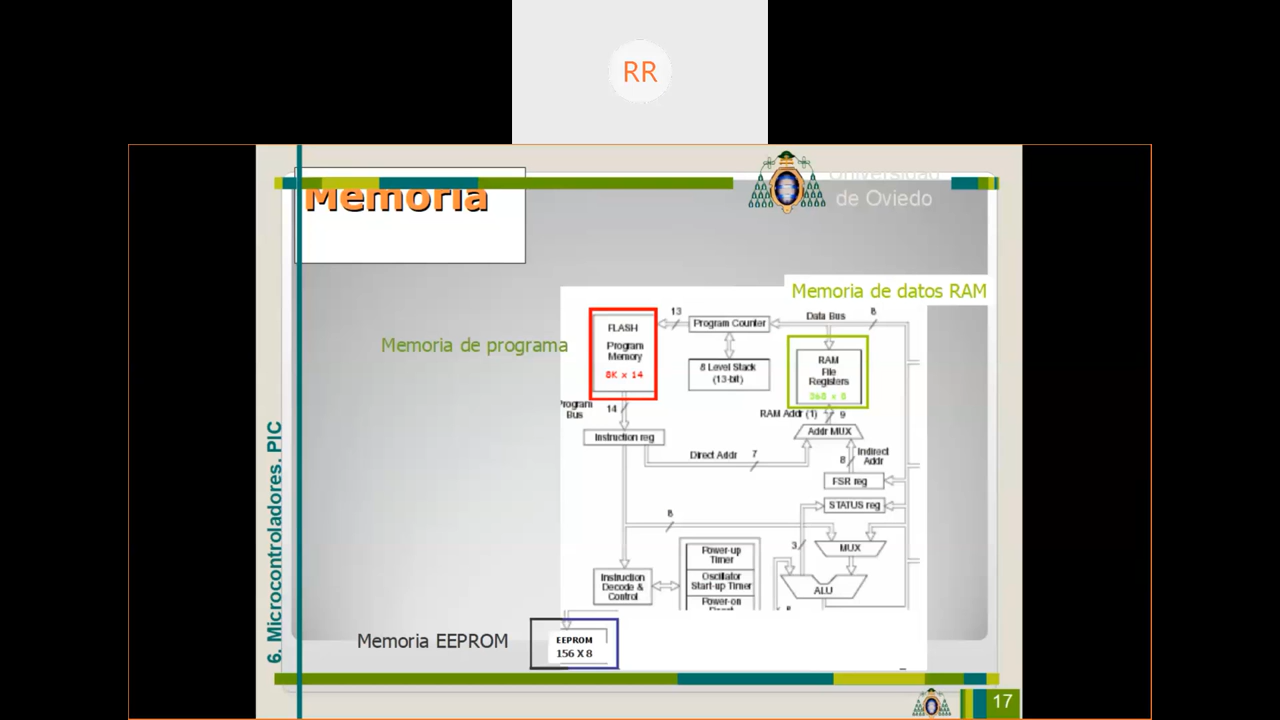 RR
Memoria
Universidad
de Oviedo
Memoria de datos RAM
Memoria de programa
FLASH
Program
Memory
8K x 14
13
Program Counter
Data Bus
8
8 Level Stack
(13-bit)
RAM
File
Registers
368 x 8
Program
Bus
14
RAM Addr (1)
9
Instruction reg
Addr MUX
Direct Addr
7
8
Indirect
Addr
FSR reg
STATUS reg
8
3
MUX
Power-up
Timer
Instruction
Decode &
Control
Oscillator
Start-up Timer
ALU
Power-on
8
Memoria EEPROM
EEPROM
156 X 8
6. Microcontroladores. PIC
17